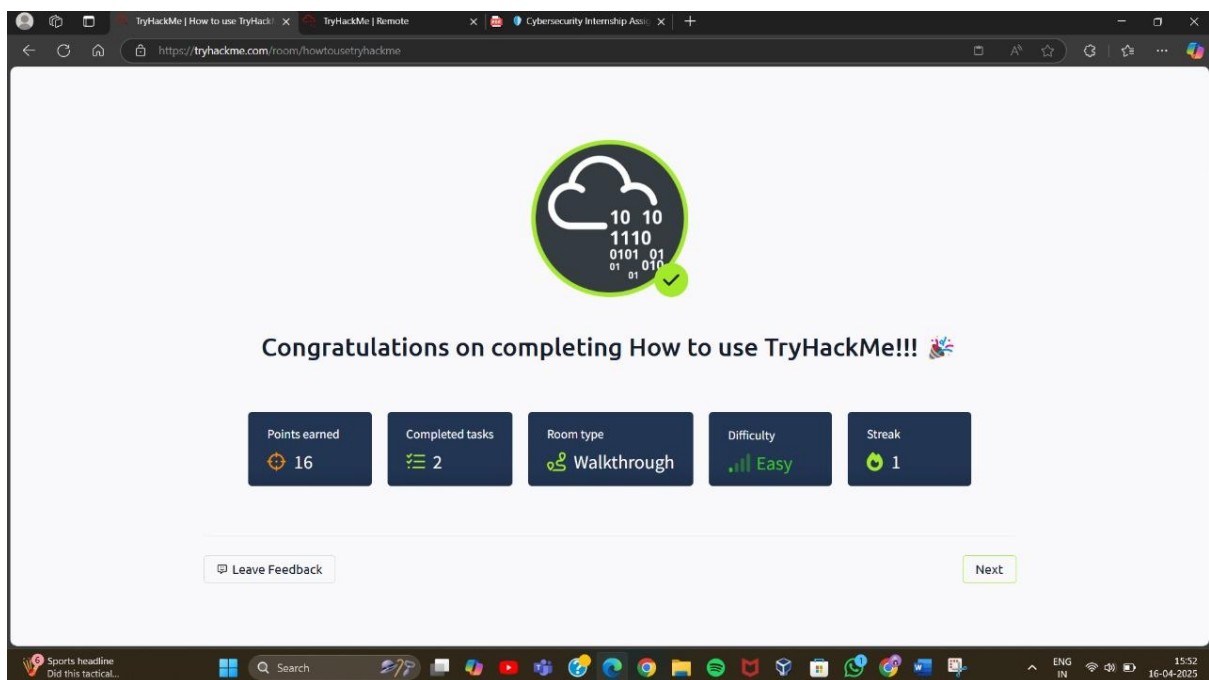 TryHackMe | How to use TryHackM
TryHackMe | Remote
Cybersecurity Internship Assig
https://tryhackme.com/room/howtousetryhackme
10 10
1110
0101 01
01 010
01
Congratulations on completing How to use TryHackMe!!! 🎉
Points earned
16
Completed tasks
2
Room type
Walkthrough
Difficulty
Easy
Streak
1
Leave Feedback
Next
6
Sports headline
Did this tactical...
Search
ENG
IN
15:52
16-04-2025